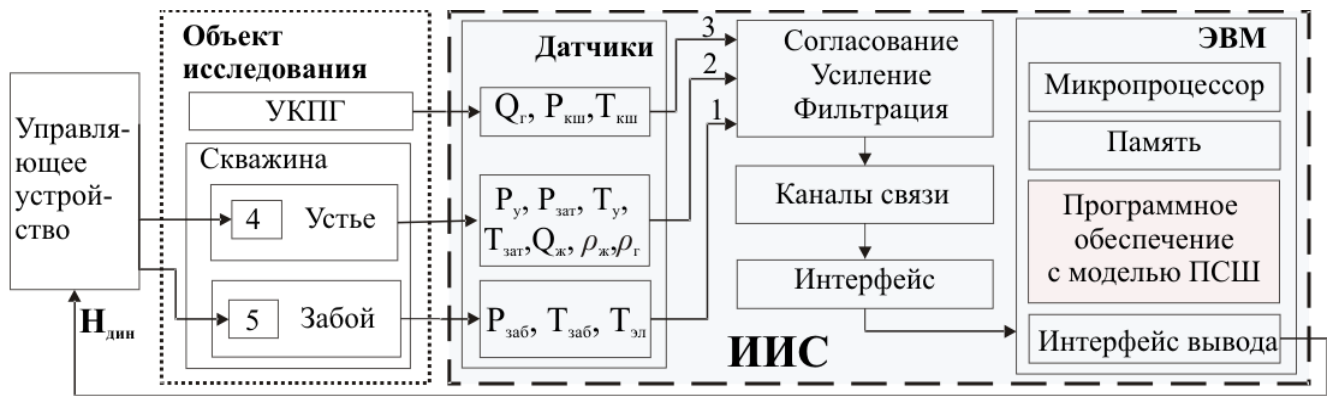 Управля-
ющее
устрой-
ство
Н дин
Объект
исследования
УКПГ
Скважина
4 Устье
5 Забой
Датчики
Qг, Pкш, Tкш
Pу, Pзат, Tу,
Tзат, Qж, ρж, ρг
Pзаб, Tзаб, Tэл
3
2
1
Согласование
Усиление
Фильтрация
Каналы связи
Интерфейс
ИИС
ЭВМ
Микропроцессор
Память
Программное
обеспечение
с моделью ПСШ
Интерфейс вывода